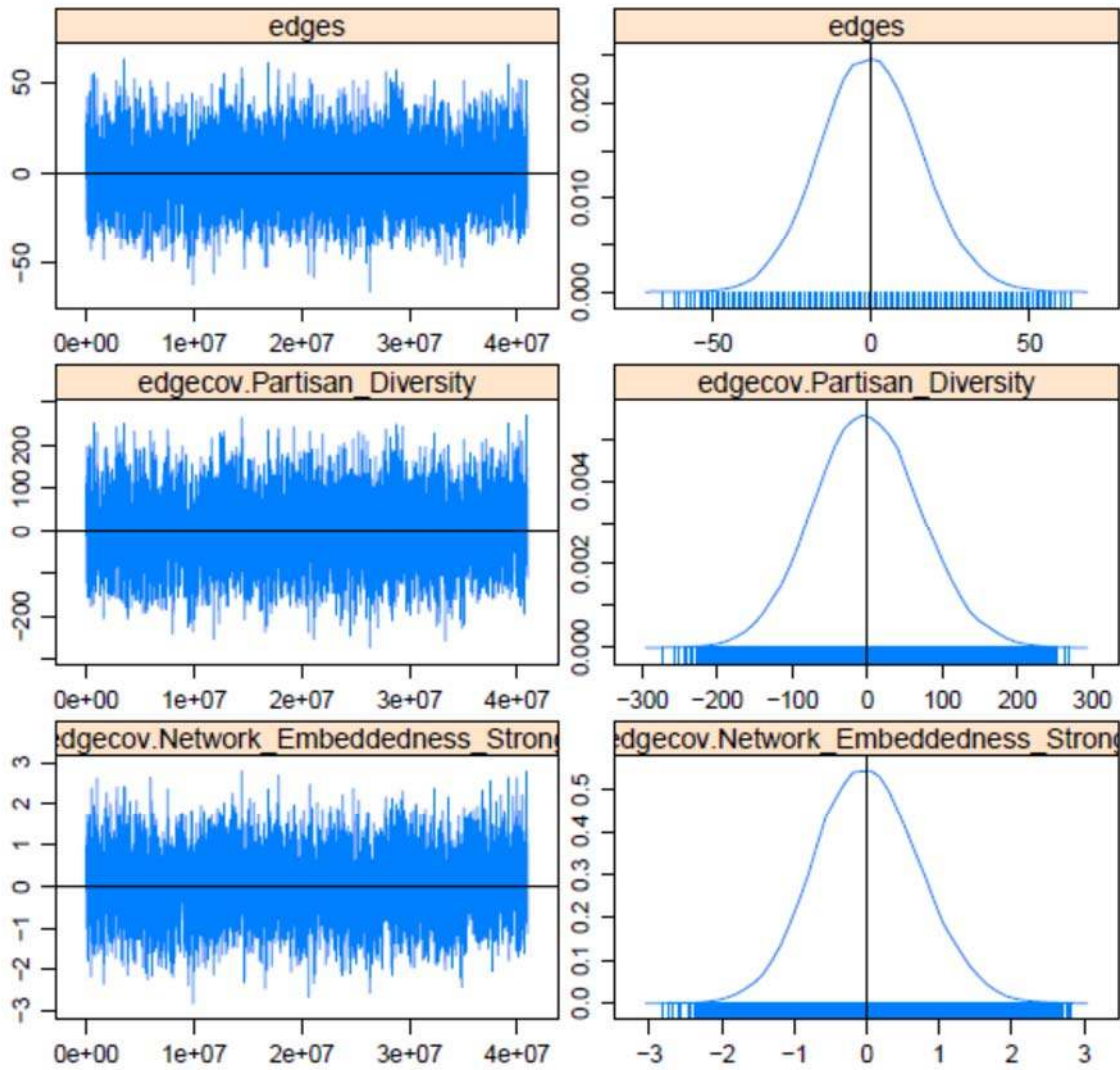 edges
edges
50
0
−50
0e+00 1e+07 2e+07 3e+07 4e+07
0.020
0.010
0.000
−50 0 50
edgecov.Partisan_Diversity
edgecov.Partisan_Diversity
200
100
0
−200
0e+00 1e+07 2e+07 3e+07 4e+07
0.004
0.002
0.000
−300 −200 −100 0 100 200 300
edgecov.Network_Embeddedness_Strong
edgecov.Network_Embeddedness_Strong
3
2
1
0
−1
−2
−3
0e+00 1e+07 2e+07 3e+07 4e+07
0.5
0.4
0.3
0.2
0.1
0.0
−3 −2 −1 0 1 2 3